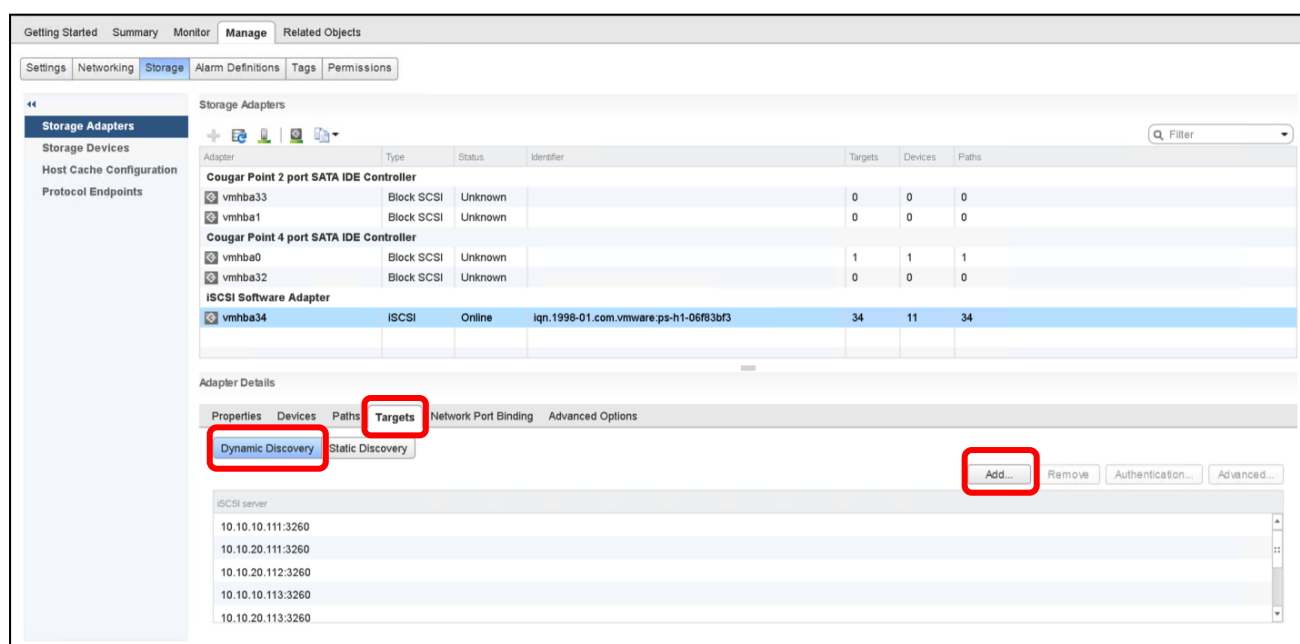 Getting Started Summary Monitor Manage Related Objects
Settings Networking Storage Alarm Definitions Tags Permissions
Storage Adapters
Storage Devices
Host Cache Configuration
Protocol Endpoints
Storage Adapters
Filter
Adapter Type Status Identifier Targets Devices Paths
Cougar Point 2 port SATA IDE Controller
vmhba33 Block SCSI Unknown 0 0 0
vmhba1 Block SCSI Unknown 0 0 0
Cougar Point 4 port SATA IDE Controller
vmhba0 Block SCSI Unknown 1 1 1
vmhba32 Block SCSI Unknown 0 0 0
iSCSI Software Adapter
vmhba34 iSCSI Online iqn.1998-01.com.vmware:ps-h1-06f83bf3 34 11 34
Adapter Details
Properties Devices Paths Targets Network Port Binding Advanced Options
Dynamic Discovery Static Discovery
Add... Remove Authentication... Advanced...
iSCSI server
10.10.10.111:3260
10.10.20.111:3260
10.10.20.112:3260
10.10.10.113:3260
10.10.20.113:3260